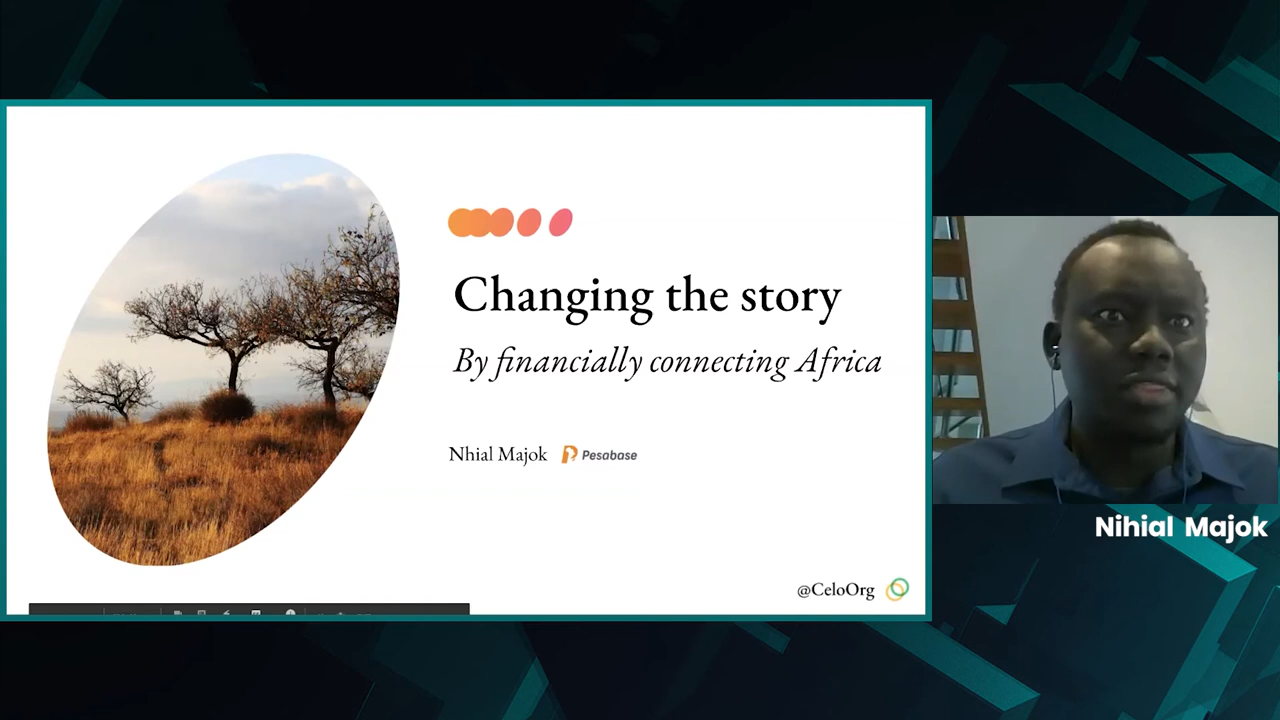 Changing the story
By financially connecting Africa
Nhial Majok Pesabase
@CeloOrg
Nihial Majok